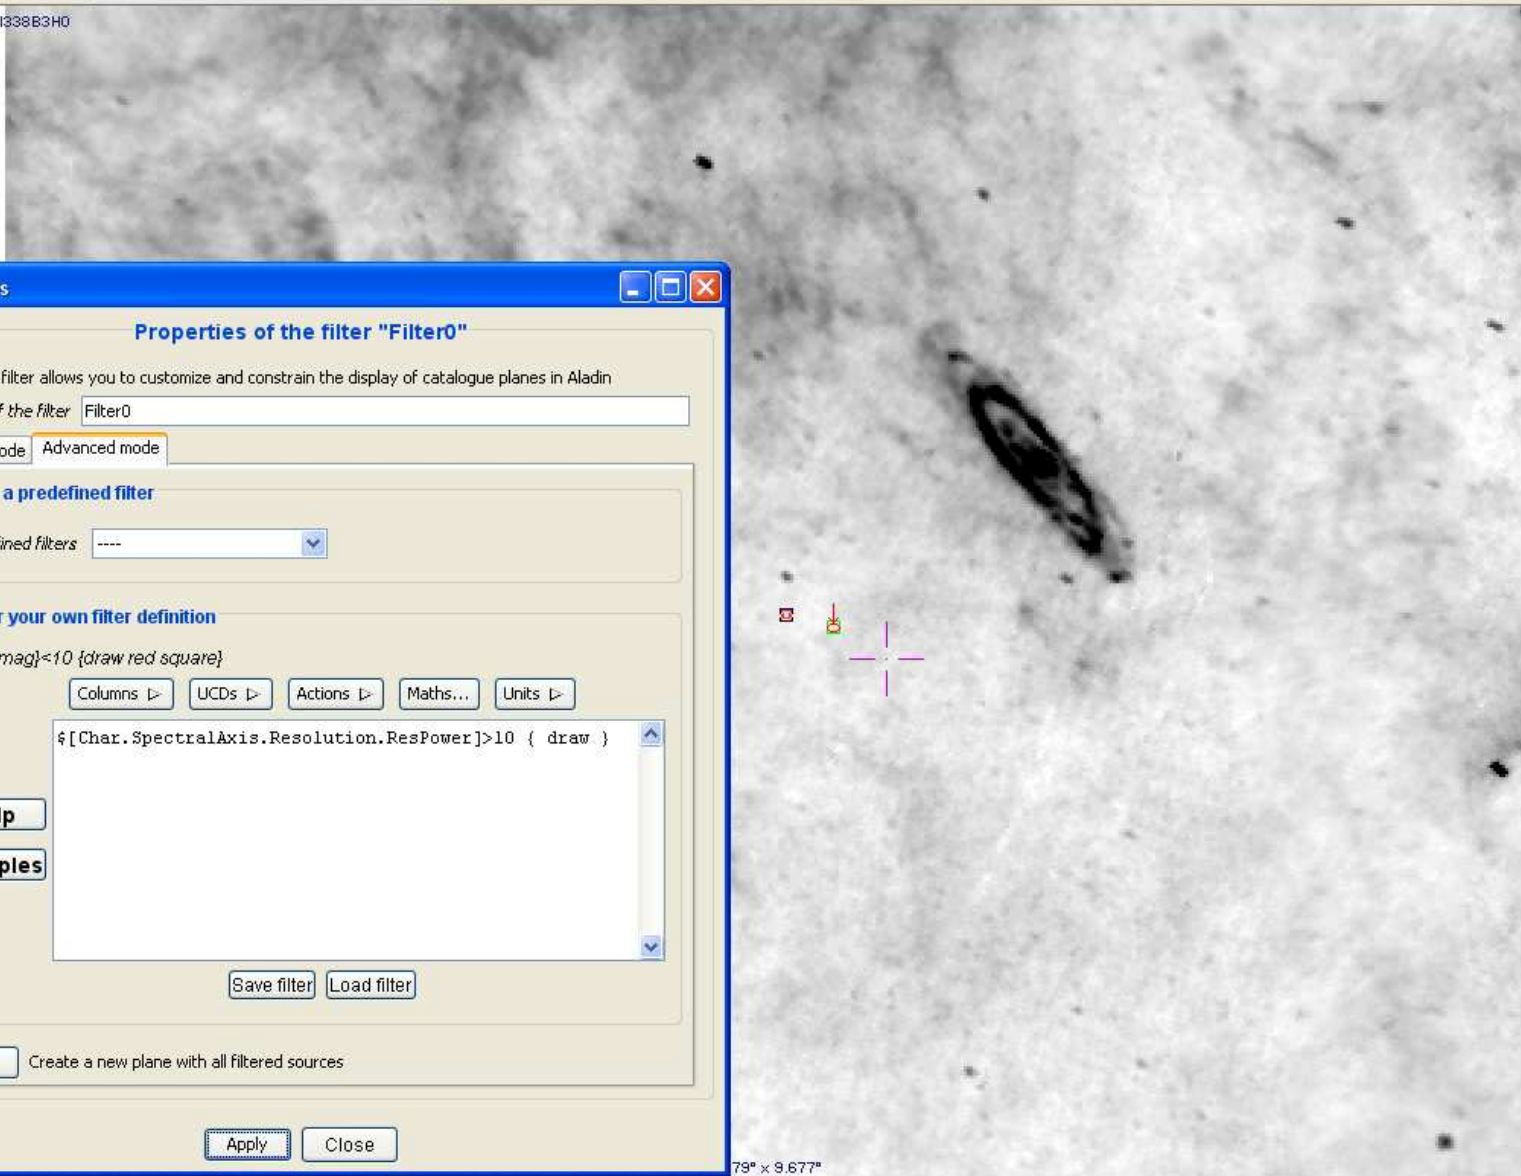 I338B3H0
s
Properties of the filter "Filter0"
filter allows you to customize and constrain the display of catalogue planes in Aladin
f the filter Filter0
ode Advanced mode
a predefined filter
ined filters ----
r your own filter definition
mag}<10 {draw red square}
Columns UCDs Actions Maths... Units
$[Char.SpectralAxis.Resolution.ResPower]>10 { draw }
lp
ples
Save filter Load filter
Create a new plane with all filtered sources
Apply Close
79° x 9.677°